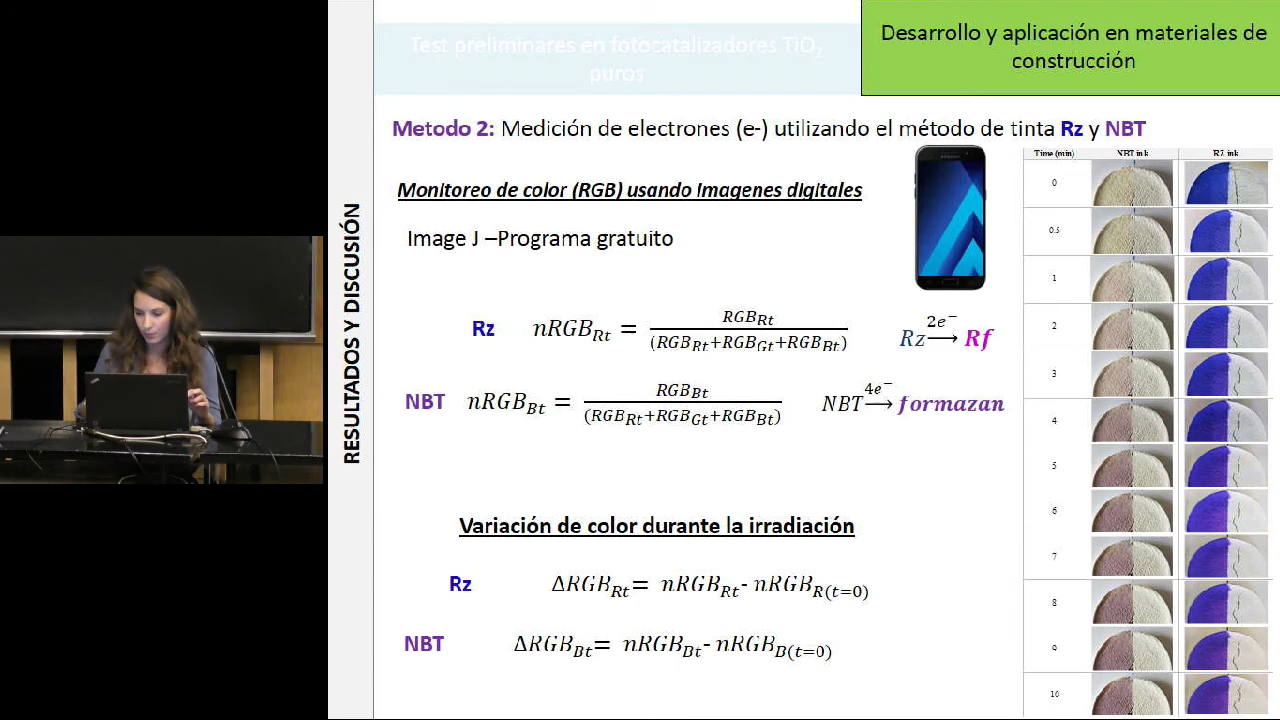 Test preliminares en fotocatalizadores TiO₂
puros
Desarrollo y aplicación en materiales de
construcción
RESULTADOS Y DISCUSIÓN
Metodo 2: Medición de electrones (e-) utilizando el método de tinta Rz y NBT
Monitoreo de color (RGB) usando imagenes digitales
Image J –Programa gratuito
Rz nRGB_Rt = RGB_Rt / (RGB_Rt+RGB_Gt+RGB_Bt) Rz 2e⁻ → Rf
NBT nRGB_Bt = RGB_Bt / (RGB_Rt+RGB_Gt+RGB_Bt) NBT 4e⁻ → formazan
Variación de color durante la irradiación
Rz ΔRGB_Rt= nRGB_Rt- nRGB_R(t=0)
NBT ΔRGB_Bt= nRGB_Bt- nRGB_B(t=0)
Time (min) NBT ink RZ ink
0
0.5
1
2
3
4
5
6
7
8
9
10